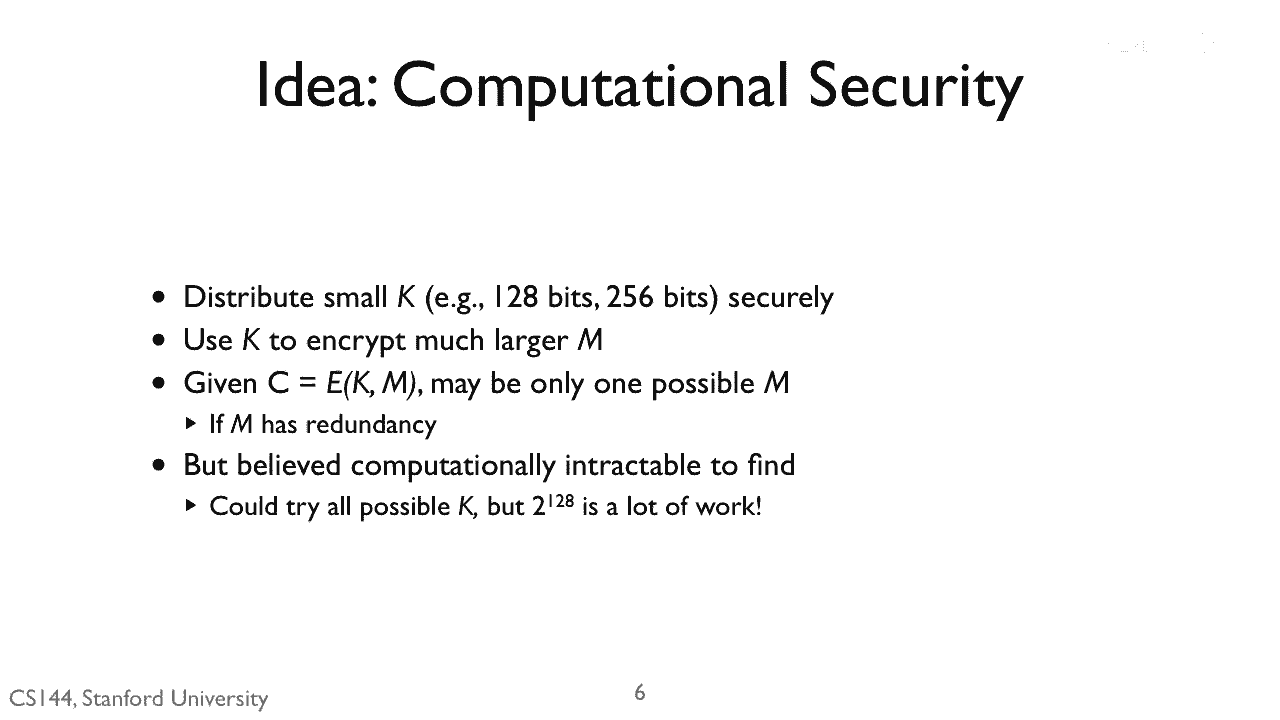 Idea: Computational Security
• Distribute small K (e.g., 128 bits, 256 bits) securely
• Use K to encrypt much larger M
• Given C = E(K, M), may be only one possible M
▸ If M has redundancy
• But believed computationally intractable to find
▸ Could try all possible K, but 2¹²⁸ is a lot of work!
CS144, Stanford University
6